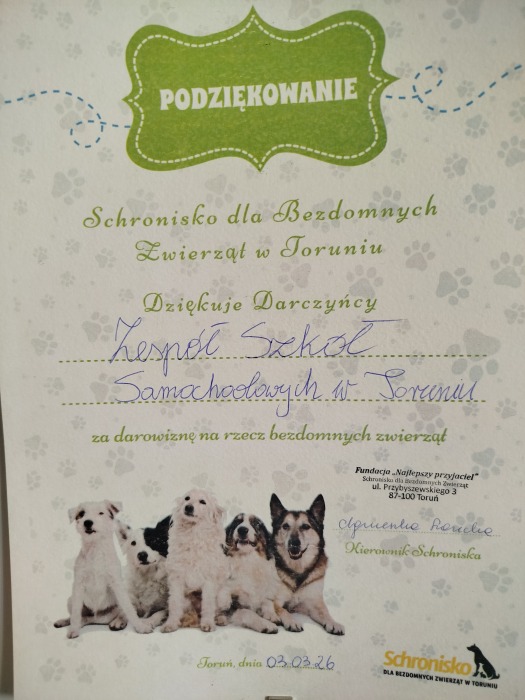 PODZIĘKOWANIE
Schronisko dla Bezdomnych
Zwierząt w Toruniu
Dziękuje Darczyńcy
Zespół Szkół
Samochodowych w Toruniu
za darowiznę na rzecz bezdomnych zwierząt
Fundacja „Najlepszy przyjaciel"
Schronisko dla Bezdomnych Zwierząt
ul. Przybyszewskiego 3
87-100 Toruń
Agnieszka
Kierownik Schroniska
Toruń, dnia 03.03.26
Schronisko
DLA BEZDOMNYCH ZWIERZĄT W TORUNIU